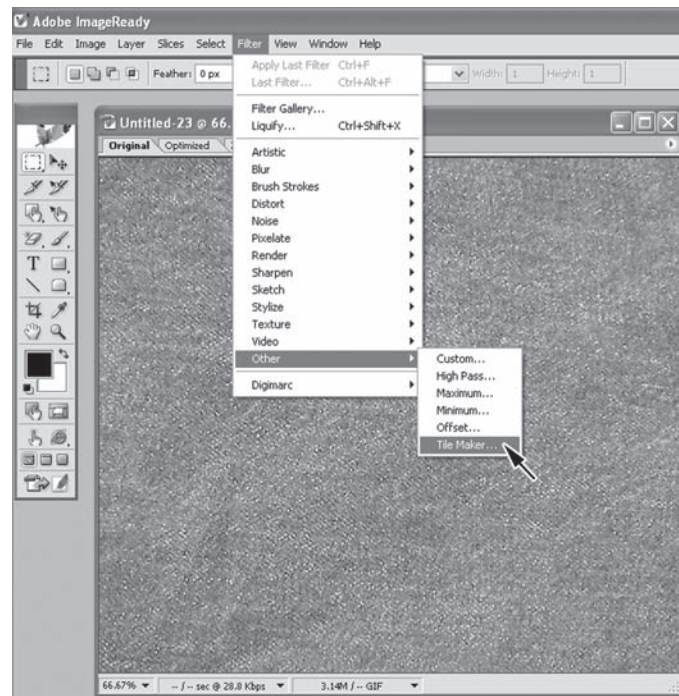 Adobe ImageReady
File Edit Image Layer Slices Select Filter View Window Help
Feather: 0 px
Width: 1 Height: 1
Apply Last Filter Ctrl+F
Last Filter... Ctrl+Alt+F
Filter Gallery...
Liquify... Ctrl+Shift+X
Artistic
Blur
Brush Strokes
Distort
Noise
Pixelate
Render
Sharpen
Sketch
Stylize
Texture
Video
Other
Digimarc
Custom...
High Pass...
Maximum...
Minimum...
Offset...
Tile Maker...
Untitled-23 @ 66.
Original Optimized
66.67% -- / -- sec @ 28.8 Kbps 3.14M / -- GIF